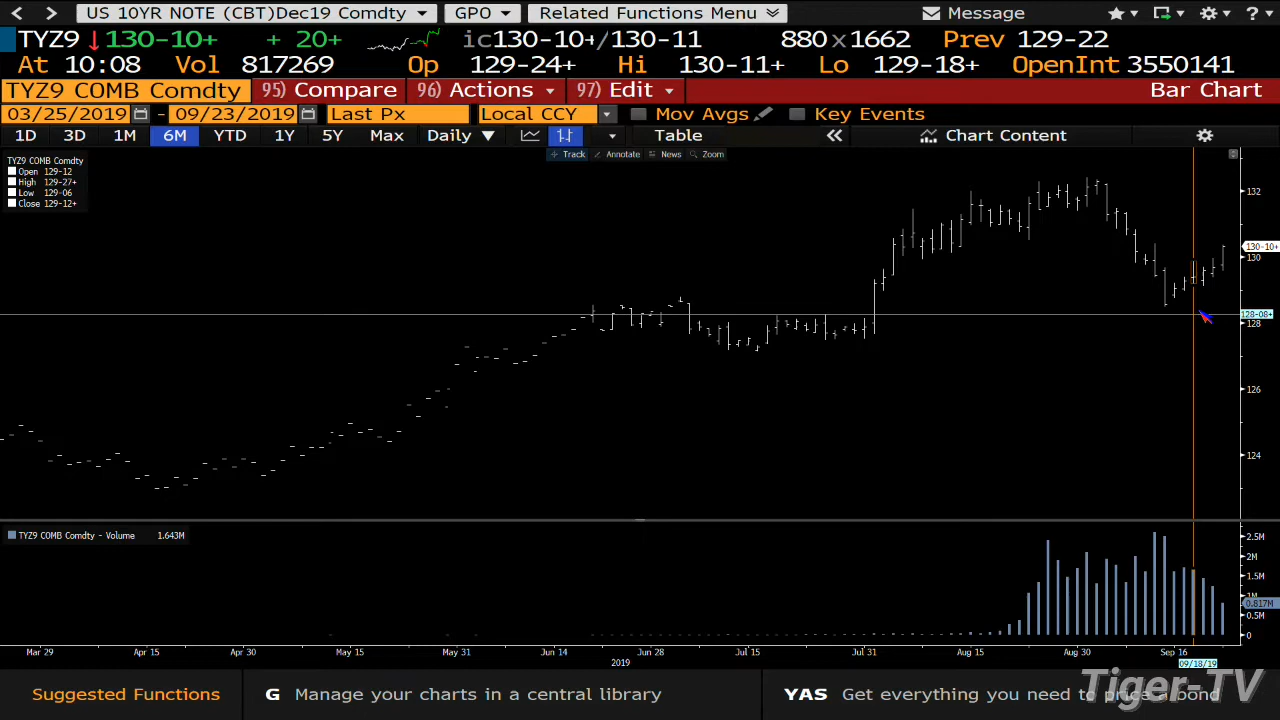 US 10YR NOTE (CBT)Dec19 Comdty GPO Related Functions Menu Message ?
TYZ9 130-10+ + 20+ ic130-10+/130-11 880x1662 Prev 129-22
At 10:08 Vol 817269 Op 129-24+ Hi 130-11+ Lo 129-18+ OpenInt 3550141
TYZ9 COMB Comdty 95) Compare 96) Actions 97) Edit Bar Chart
03/25/2019 - 09/23/2019 Last Px Local CCY Mov Avgs Key Events
1D 3D 1M 6M YTD 1Y 5Y Max Daily Table Chart Content
Track Annotate News Zoom
TYZ9 COMB Comdty
Open 129-12
High 129-27+
Low 129-06
Close 129-12+
132
130-10+
130
128-08+
128
126
124
TYZ9 COMB Comdty - Volume 1.643M
2.5M
2M
1.5M
1M
0.817M
0.5M
0
Mar 29 Apr 15 Apr 30 May 15 May 31 Jun 14 Jun 28 Jul 15 Jul 31 Aug 15 Aug 30 Sep 16
2019
09/18/19
Suggested Functions G Manage your charts in a central library YAS Get everything you need to price a bond
Tiger-TV